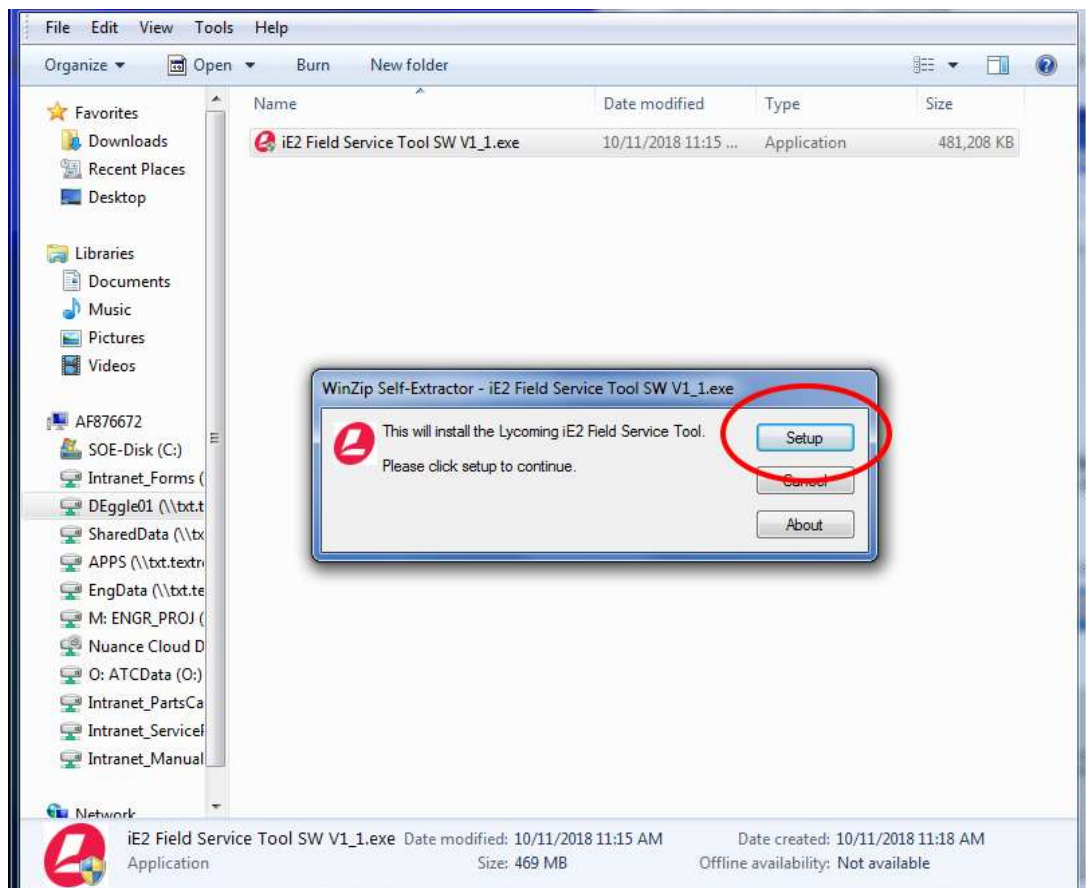 File Edit View Tools Help
Organize Open Burn New folder
Favorites
Downloads
Recent Places
Desktop
Libraries
Documents
Music
Pictures
Videos
AF876672
SOE-Disk (C:)
Intranet_Forms (
DEggle01 (\\txt.t
SharedData (\\tx
APPS (\\txt.textr
EngData (\\txt.te
M: ENGR_PROJ (
Nuance Cloud D
O: ATCData (O:)
Intranet_PartsCa
Intranet_Service
Intranet_Manual
Network
Name Date modified Type Size
iE2 Field Service Tool SW V1_1.exe 10/11/2018 11:15 ... Application 481,208 KB
WinZip Self-Extractor - iE2 Field Service Tool SW V1_1.exe
This will install the Lycoming iE2 Field Service Tool.
Please click setup to continue.
Setup
Cancel
About
iE2 Field Service Tool SW V1_1.exe Date modified: 10/11/2018 11:15 AM Date created: 10/11/2018 11:18 AM
Application Size: 469 MB Offline availability: Not available